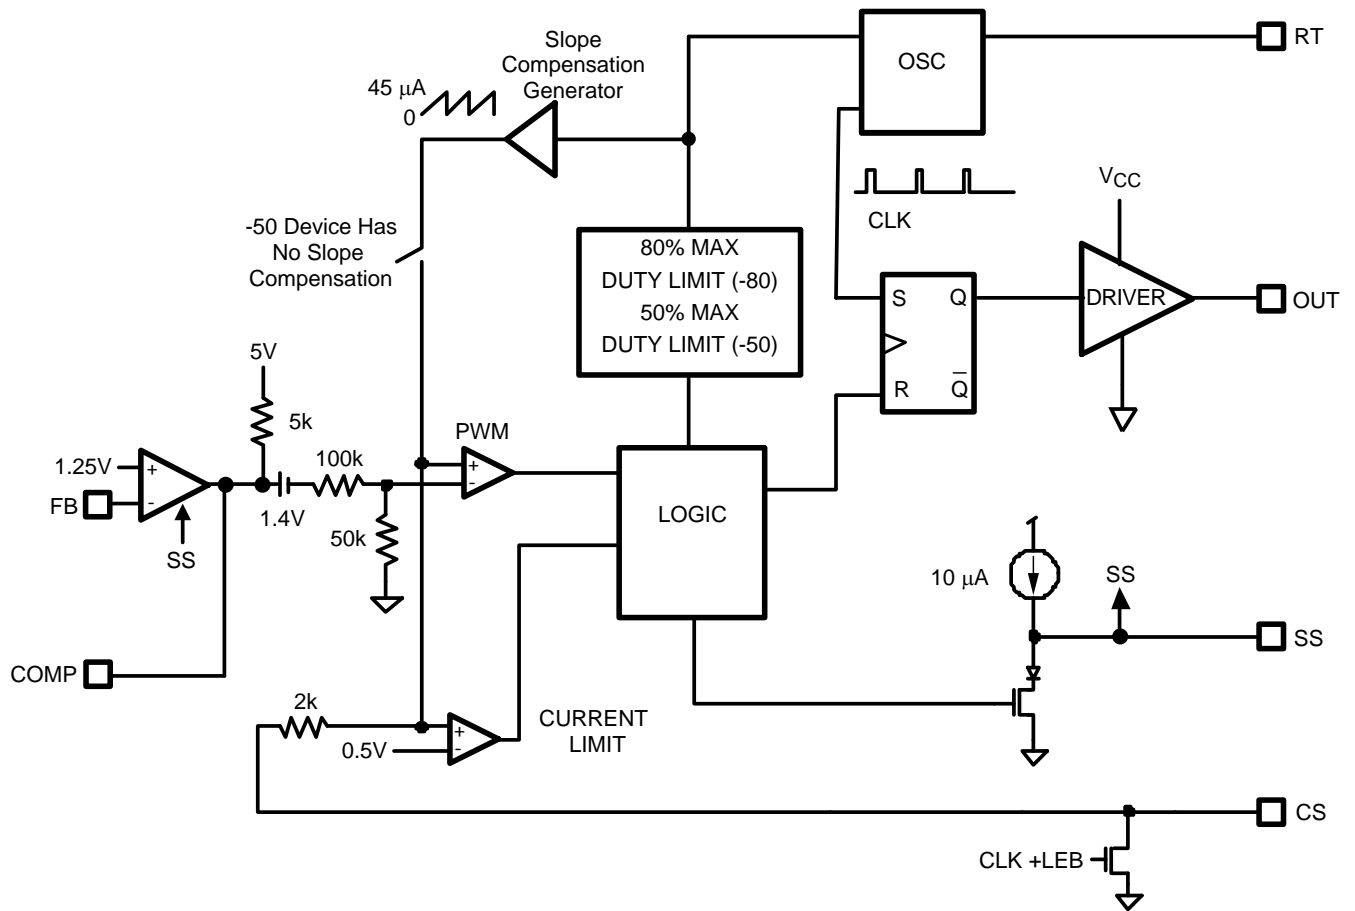 Slope
Compensation
Generator
45 μA
0
OSC
RT
CLK
VCC
-50 Device Has
No Slope
Compensation
80% MAX
DUTY LIMIT (-80)
50% MAX
DUTY LIMIT (-50)
S
Q
R
Q̅
DRIVER
OUT
5V
5k
1.25V
+
-
FB
SS
1.4V
100k
50k
PWM
+
-
LOGIC
10 μA
SS
SS
COMP
2k
0.5V
+
-
CURRENT
LIMIT
CS
CLK +LEB